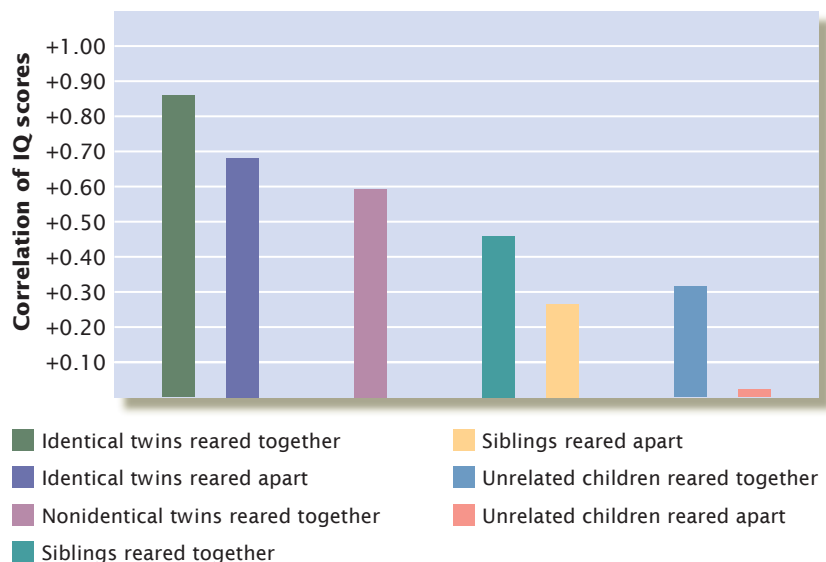 Correlation of IQ scores
+1.00
+0.90
+0.80
+0.70
+0.60
+0.50
+0.40
+0.30
+0.20
+0.10
Identical twins reared together
Identical twins reared apart
Nonidentical twins reared together
Siblings reared together
Siblings reared apart
Unrelated children reared together
Unrelated children reared apart